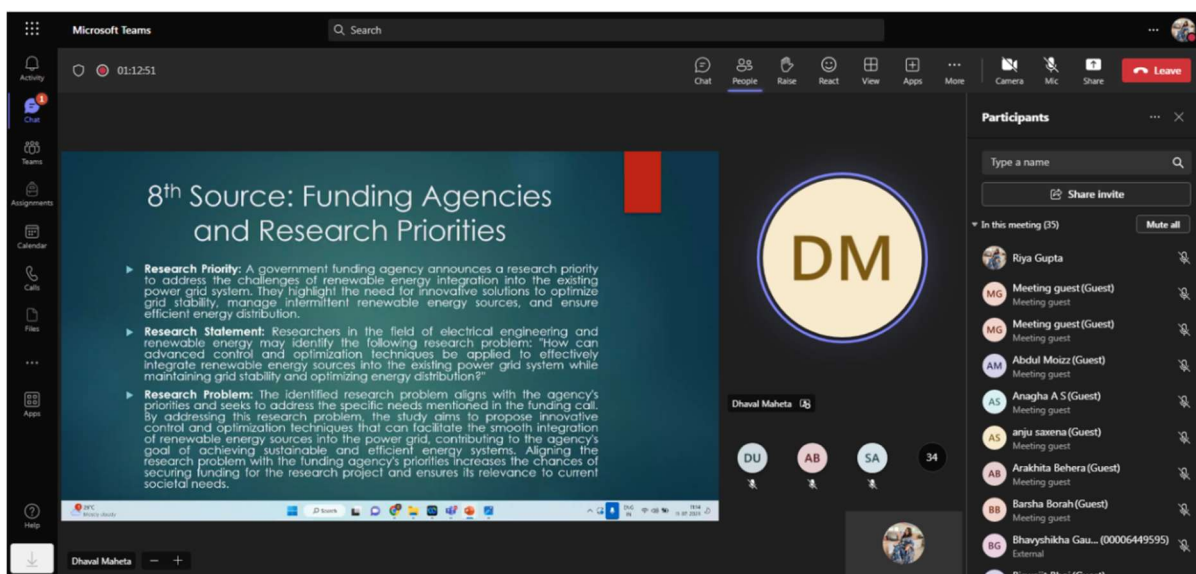 Microsoft Teams
Search
Activity
Chat
1
Teams
Assignments
Calendar
Calls
Files
Apps
Help
01:12:51
Chat
People
Raise
React
View
Apps
More
Camera
Mic
Share
Leave
8th Source: Funding Agencies
and Research Priorities
Research Priority: A government funding agency announces a research priority
to address the challenges of renewable energy integration into the existing
power grid system. They highlight the need for innovative solutions to optimize
grid stability, manage intermittent renewable energy sources, and ensure
efficient energy distribution.
Research Statement: Researchers in the field of electrical engineering and
renewable energy may identify the following research problem: "How can
advanced control and optimization techniques be applied to effectively
integrate renewable energy sources into the existing power grid system while
maintaining grid stability and optimizing energy distribution?"
Research Problem: The identified research problem aligns with the agency's
priorities and seeks to address the specific needs mentioned in the funding call.
By addressing this research problem, the study aims to propose innovative
control and optimization techniques that can facilitate the smooth integration
of renewable energy sources into the power grid, contributing to the agency's
goal of achieving sustainable and efficient energy systems. Aligning the
research problem with the funding agency's priorities increases the chances of
securing funding for the research project and ensures its relevance to current
societal needs.
Mostly cloudy
Search
ENG
IN
Dhaval Maheta
DM
Dhaval Maheta
DU
AB
SA
34
Participants
Type a name
Share invite
In this meeting (35)
Mute all
Riya Gupta
MG
Meeting guest (Guest)
Meeting guest
MG
Meeting guest (Guest)
Meeting guest
AM
Abdul Moizz (Guest)
Meeting guest
AS
Anagha A S (Guest)
Meeting guest
AS
anju saxena (Guest)
Meeting guest
AB
Arakhita Behera (Guest)
Meeting guest
BB
Barsha Borah (Guest)
Meeting guest
BG
Bhavyshikha Gau... (00006449595)
External